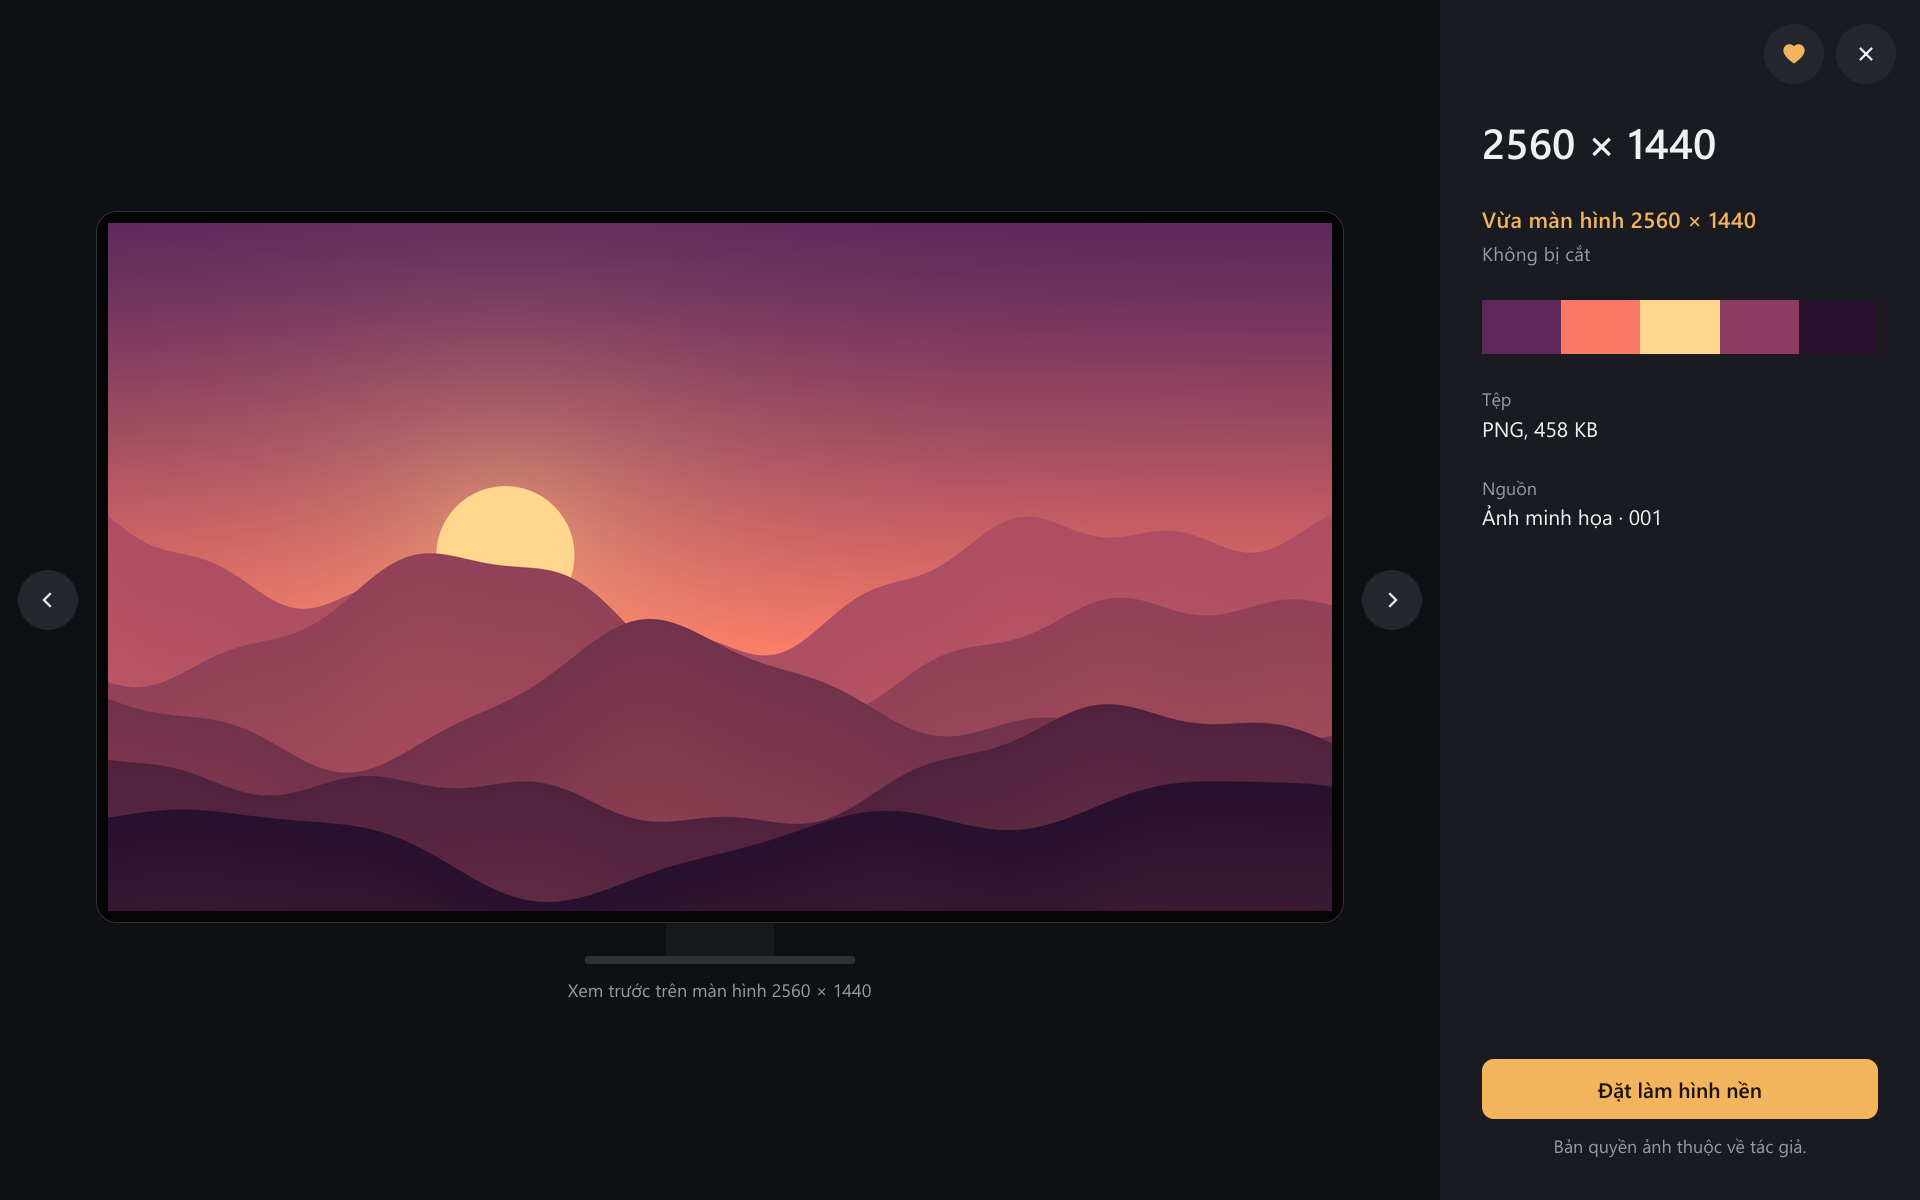 2560 × 1440
Vừa màn hình 2560 × 1440
Không bị cắt
Tệp
PNG, 458 KB
Nguồn
Ảnh minh họa · 001
Xem trước trên màn hình 2560 × 1440
Đặt làm hình nền
Bản quyền ảnh thuộc về tác giả.